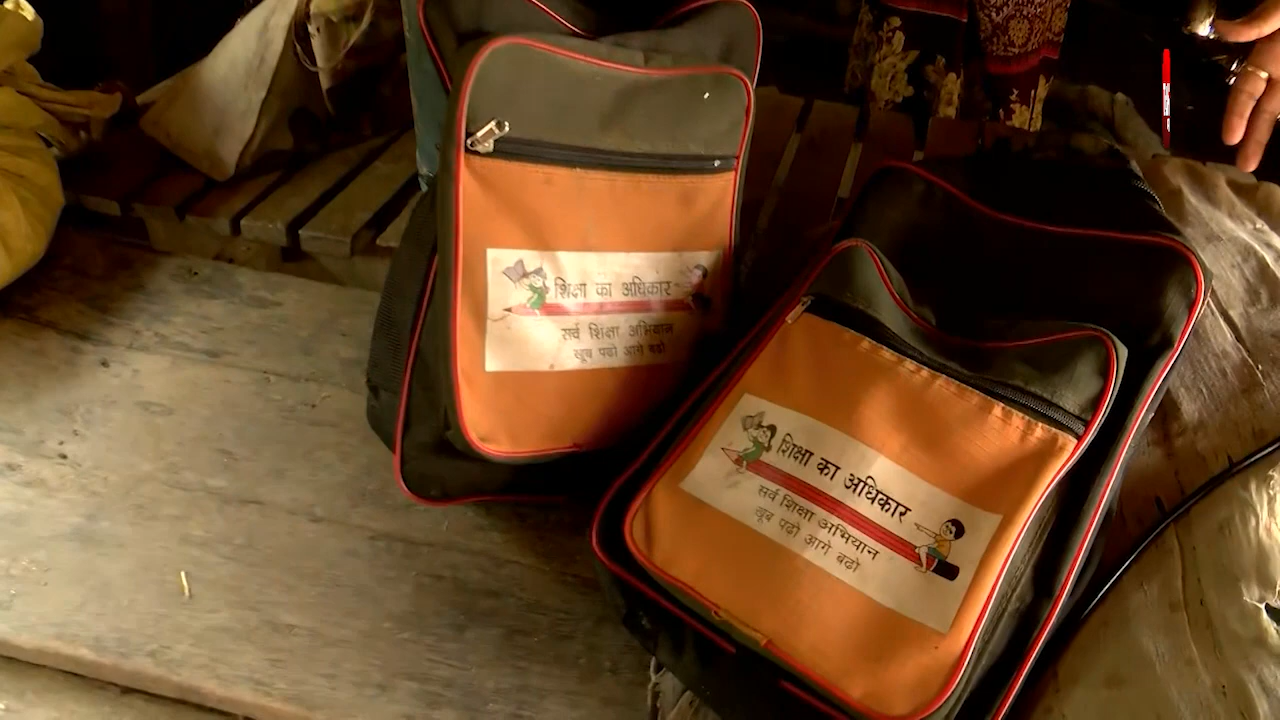 शिक्षा का अधिकार
सर्व शिक्षा अभियान
खूब पढो आगे बढो
शिक्षा का अधिकार
सर्व शिक्षा अभियान
खूब पढो आगे बढो